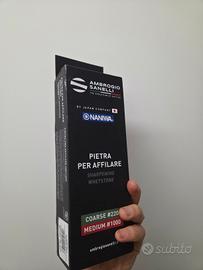 AMBROGIO
SANELLI
BY JAPAN COMPANY
NANIWA
PIETRA
PER AFFILARE
SHARPENING
WHETSTONE
COARSE #220
MEDIUM #1000
subito